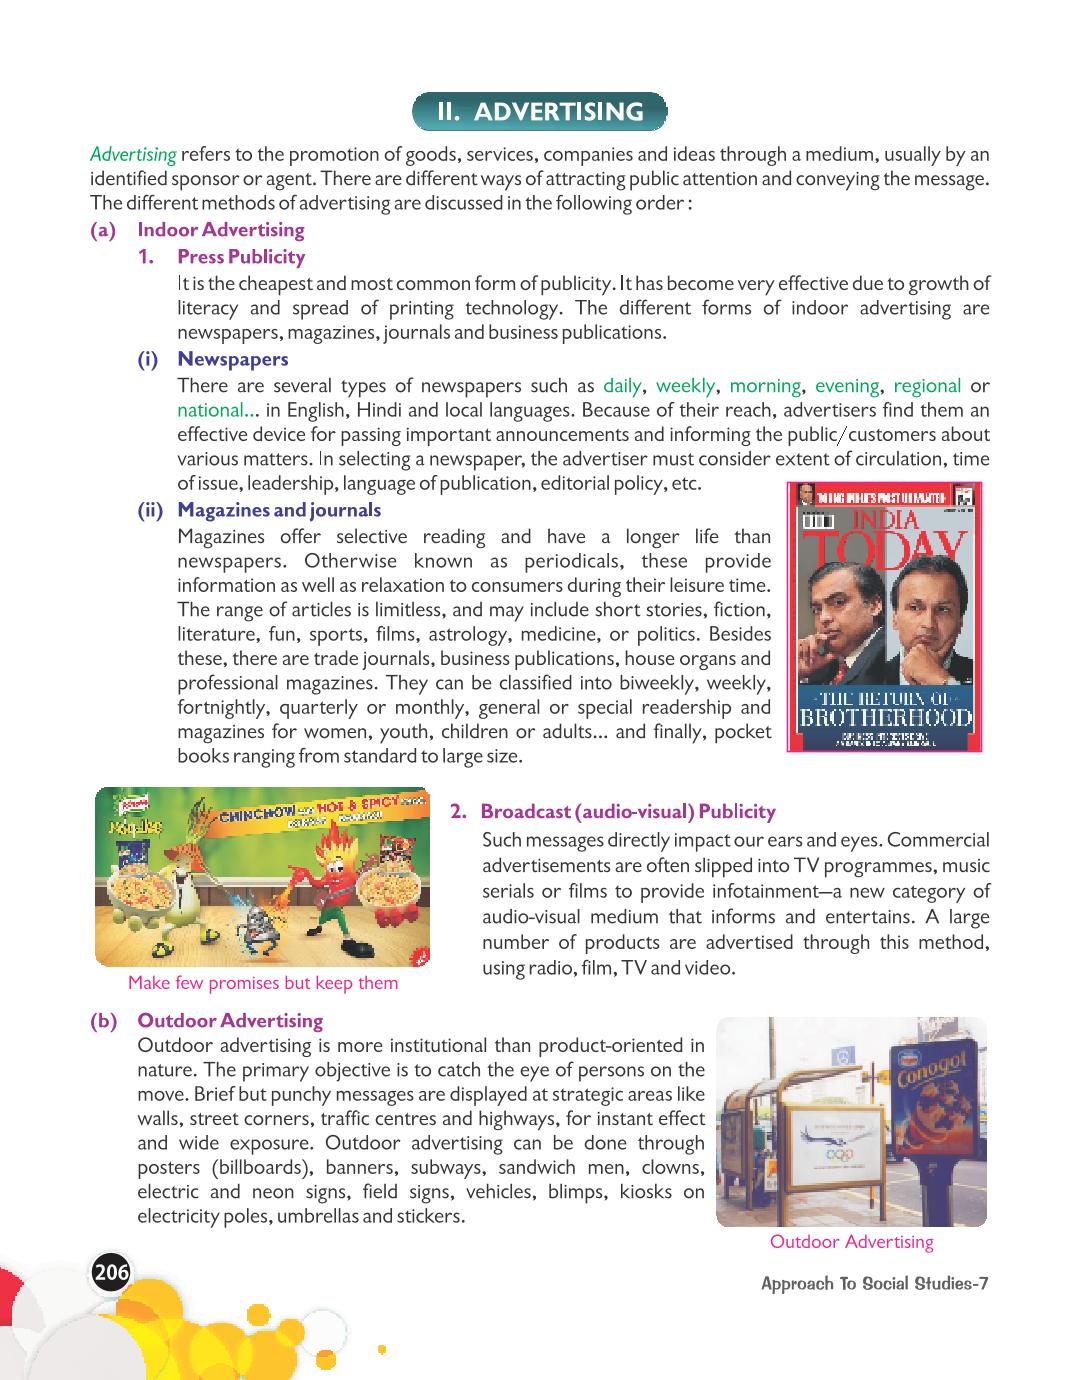 II. ADVERTISING
Advertising refers to the promotion of goods, services, companies and ideas through a medium, usually by an
identified sponsor or agent. There are different ways of attracting public attention and conveying the message.
The different methods of advertising are discussed in the following order :
(a) Indoor Advertising
1. Press Publicity
It is the cheapest and most common form of publicity. It has become very effective due to growth of
literacy and spread of printing technology. The different forms of indoor advertising are
newspapers, magazines, journals and business publications.
(i) Newspapers
There are several types of newspapers such as daily, weekly, morning, evening, regional or
national... in English, Hindi and local languages. Because of their reach, advertisers find them an
effective device for passing important announcements and informing the public/customers about
various matters. In selecting a newspaper, the advertiser must consider extent of circulation, time
of issue, leadership, language of publication, editorial policy, etc.
(ii) Magazines and journals
Magazines offer selective reading and have a longer life than
newspapers. Otherwise known as periodicals, these provide
information as well as relaxation to consumers during their leisure time.
The range of articles is limitless, and may include short stories, fiction,
literature, fun, sports, films, astrology, medicine, or politics. Besides
these, there are trade journals, business publications, house organs and
professional magazines. They can be classified into biweekly, weekly,
fortnightly, quarterly or monthly, general or special readership and
magazines for women, youth, children or adults... and finally, pocket
books ranging from standard to large size.
INDIA
TODAY
THE RETURN OF
BROTHERHOOD
Knorr
CHINCHOW HOT & SPICY
2. Broadcast (audio-visual) Publicity
Such messages directly impact our ears and eyes. Commercial
advertisements are often slipped into TV programmes, music
serials or films to provide infotainment—a new category of
audio-visual medium that informs and entertains. A large
number of products are advertised through this method,
using radio, film, TV and video.
Make few promises but keep them
(b) Outdoor Advertising
Outdoor advertising is more institutional than product-oriented in
nature. The primary objective is to catch the eye of persons on the
move. Brief but punchy messages are displayed at strategic areas like
walls, street corners, traffic centres and highways, for instant effect
and wide exposure. Outdoor advertising can be done through
posters (billboards), banners, subways, sandwich men, clowns,
electric and neon signs, field signs, vehicles, blimps, kiosks on
electricity poles, umbrellas and stickers.
Conogol
Outdoor Advertising
206
Approach To Social Studies-7